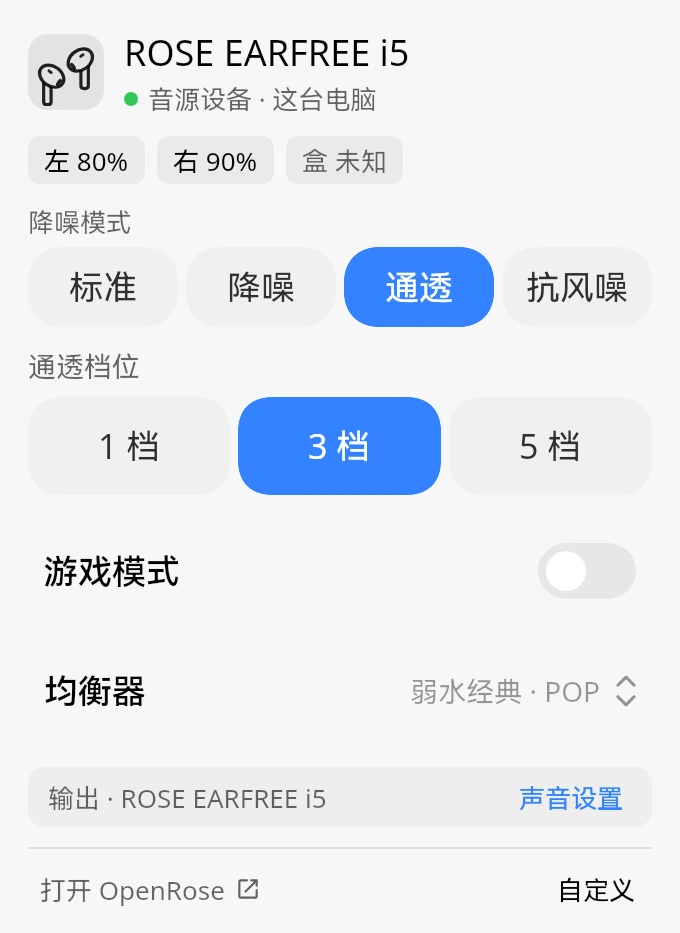 ROSE EARFREE i5
音源设备 · 这台电脑
左 80% 右 90% 盒 未知
降噪模式
标准 降噪 通透 抗风噪
通透档位
1 档 3 档 5 档
游戏模式
均衡器 弱水经典 · POP
输出 · ROSE EARFREE i5 声音设置
打开 OpenRose 自定义